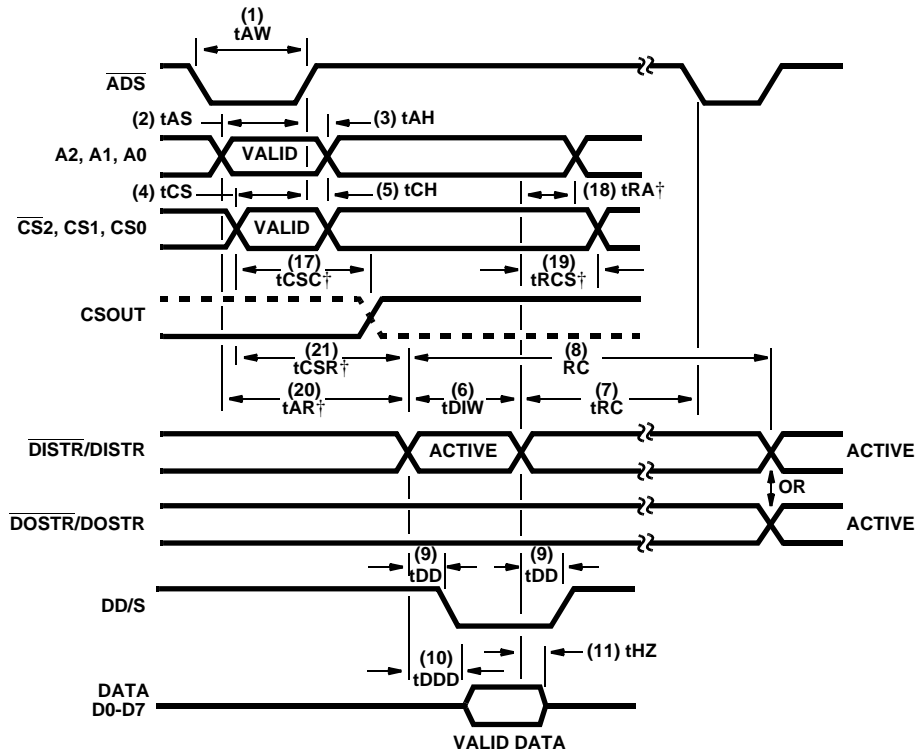 (1)
tAW
ADS
(2) tAS
(3) tAH
A2, A1, A0
VALID
(4) tCS
(5) tCH
(18) tRA†
CS2, CS1, CS0
VALID
(17)
tCSC†
(19)
tRCS†
CSOUT
(21)
tCSR†
(8)
RC
(20)
tAR†
(6)
tDIW
(7)
tRC
DISTR/DISTR
ACTIVE
ACTIVE
OR
DOSTR/DOSTR
ACTIVE
(9)
tDD
(9)
tDD
DD/S
(11) tHZ
(10)
tDDD
DATA
D0-D7
VALID DATA